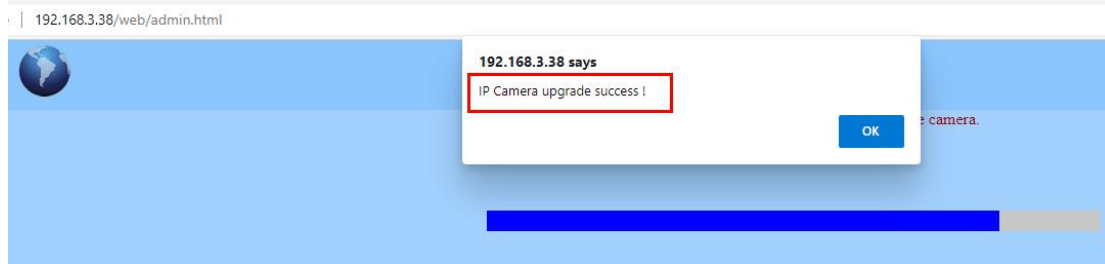 192.168.3.38/web/admin.html
192.168.3.38 says
IP Camera upgrade success !
OK
camera.